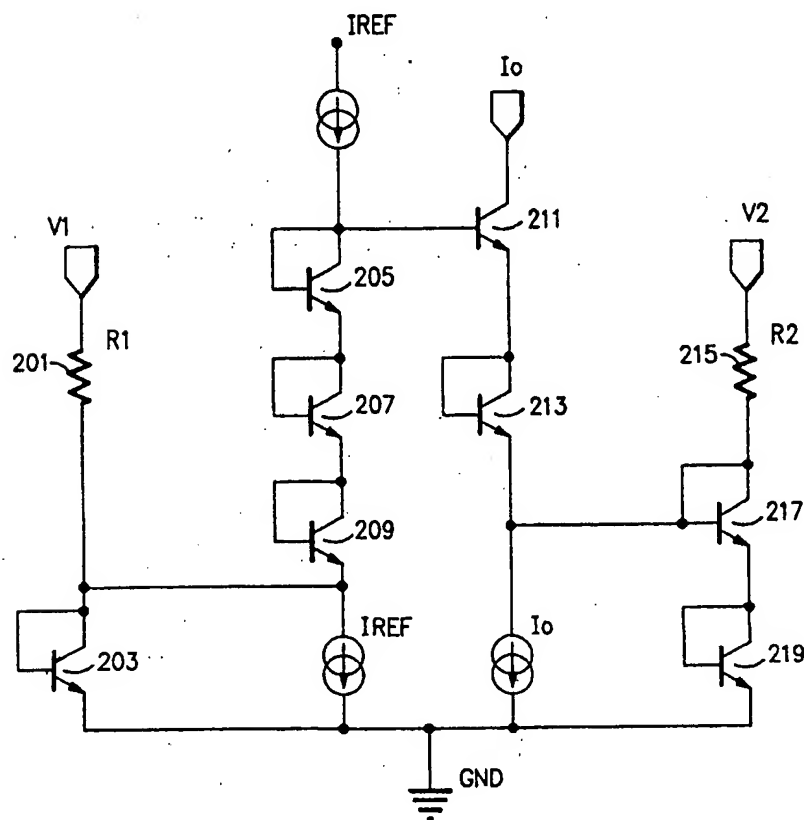 IREF
Io
V1
211
V2
205
R1
201
R2
215
207
213
209
217
IREF
Io
203
219
GND